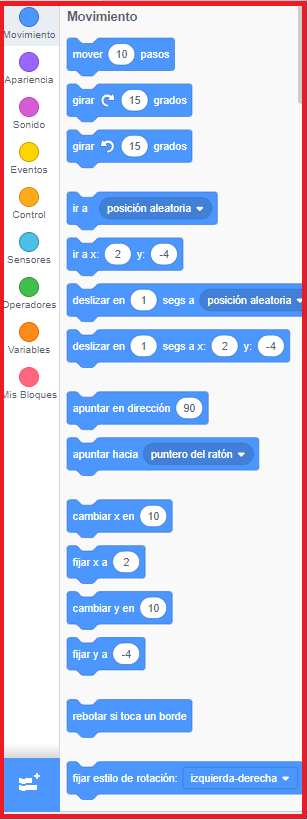 Movimiento
Apariencia
Sonido
Eventos
Control
Sensores
Operadores
Variables
Mis Bloques
Movimiento
mover 10 pasos
girar 15 grados
girar 15 grados
ir a posición aleatoria
ir a x: 2 y: -4
deslizar en 1 segs a posición aleatoria
deslizar en 1 segs a x: 2 y: -4
apuntar en dirección 90
apuntar hacia puntero del ratón
cambiar x en 10
fijar x a 2
cambiar y en 10
fijar y a -4
rebotar si toca un borde
fijar estilo de rotación: izquierda-derecha